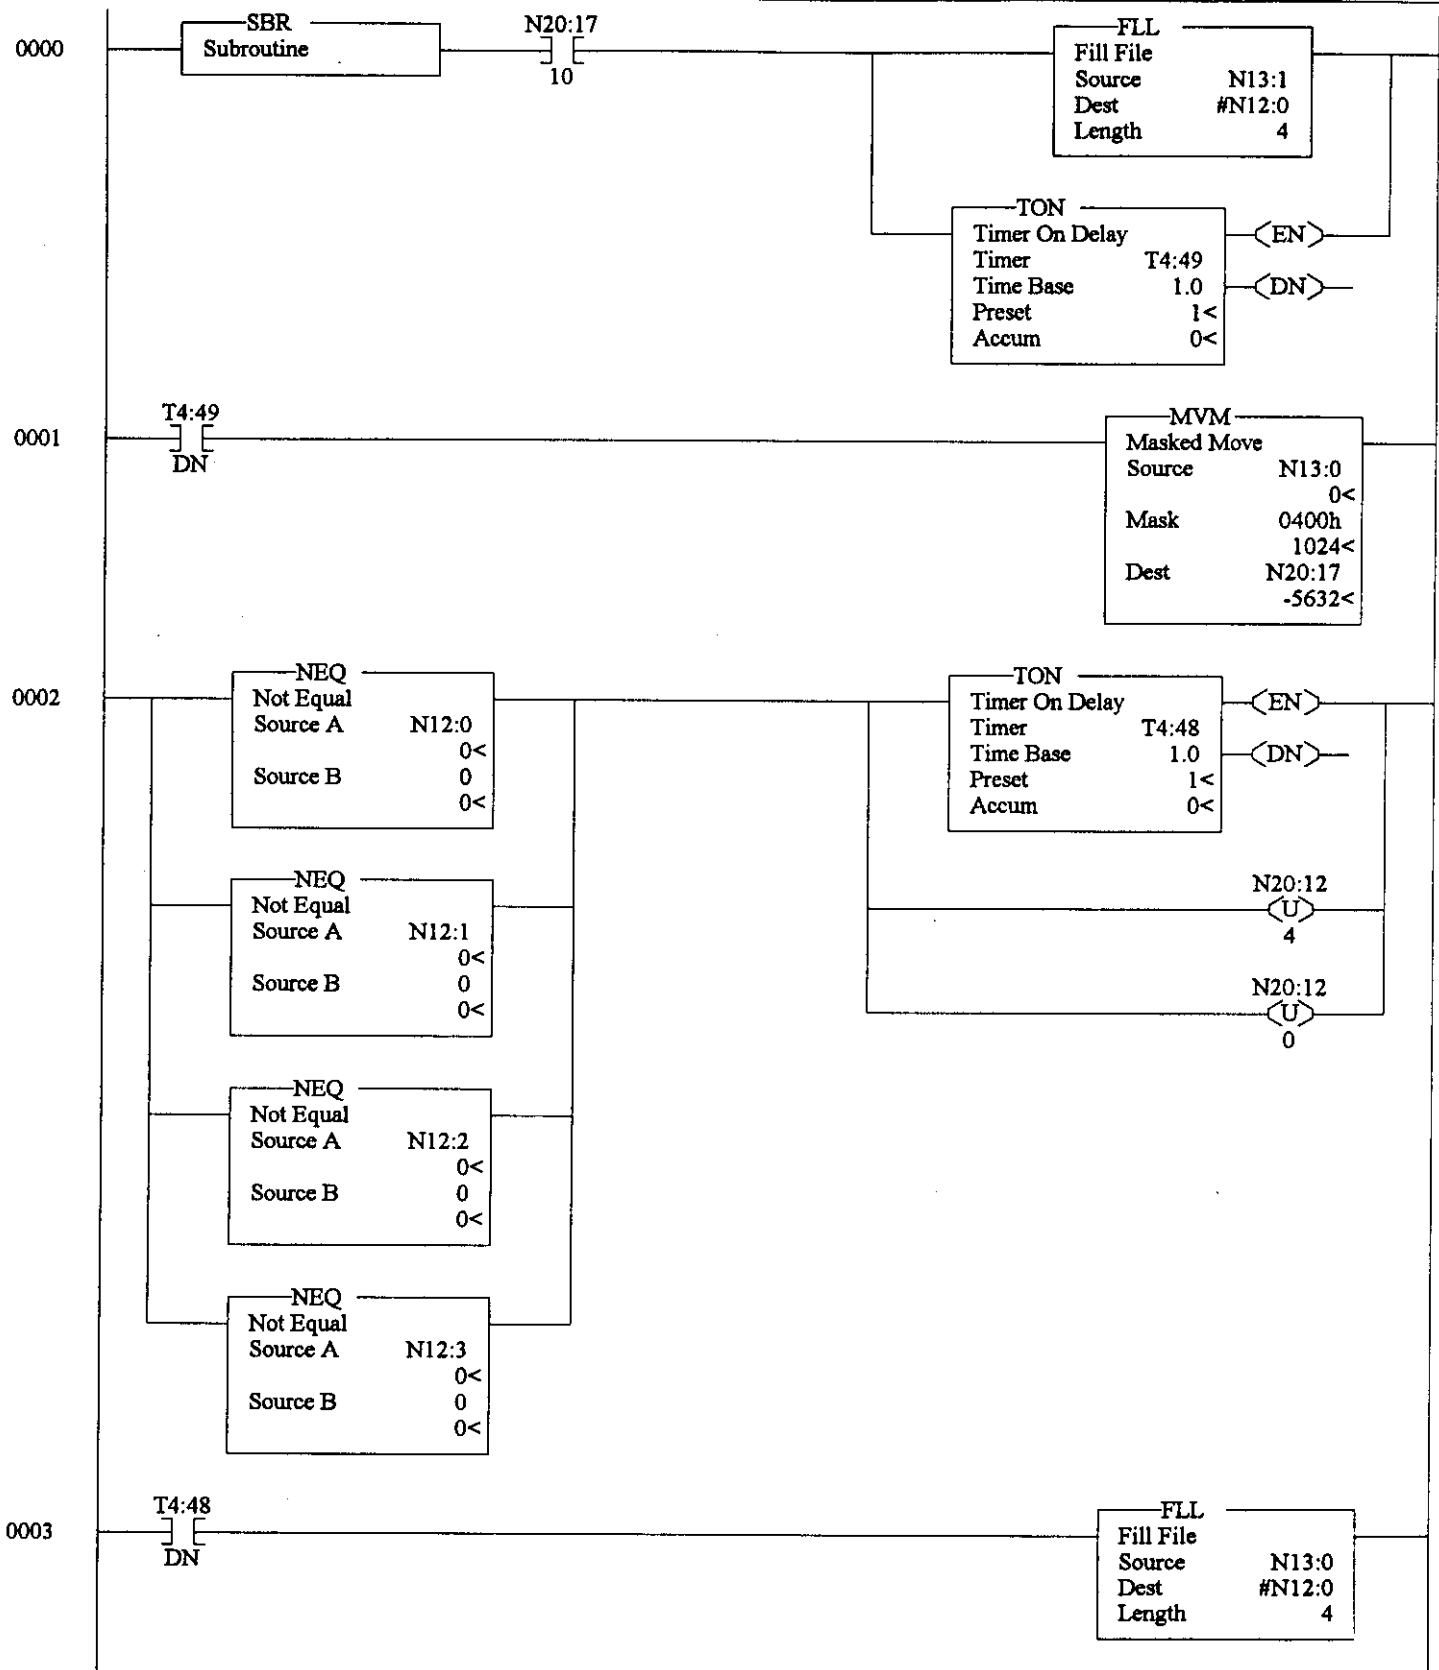 SBR
N20:17
FLL
0000
Subroutine
Fill File
10
Source N13:1
Dest #N12:0
Length 4
TON
Timer On Delay
EN
Timer T4:49
Time Base 1.0
DN
Preset 1<
Accum 0<
T4:49
MVM
0001
DN
Masked Move
Source N13:0
0<
Mask 0400h
1024<
Dest N20:17
-5632<
NEQ
TON
0002
Not Equal
Timer On Delay
EN
Source A N12:0
Timer T4:48
0<
Time Base 1.0
DN
Source B 0
Preset 1<
0<
Accum 0<
NEQ
N20:12
Not Equal
U
Source A N12:1
4
0<
Source B 0
N20:12
0<
U
0
NEQ
Not Equal
Source A N12:2
0<
Source B 0
0<
NEQ
Not Equal
Source A N12:3
0<
Source B 0
0<
T4:48
FLL
0003
DN
Fill File
Source N13:0
Dest #N12:0
Length 4